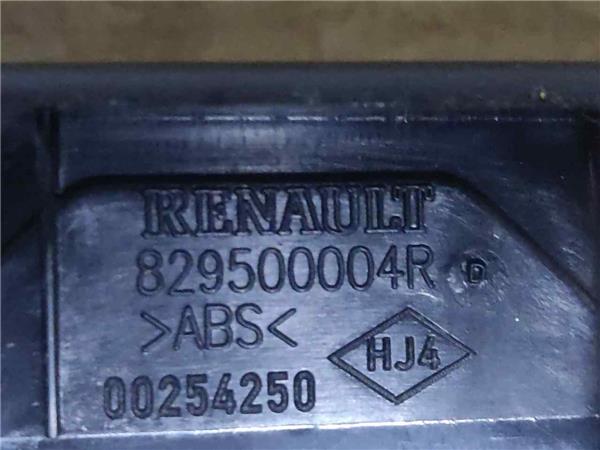 RENAULT
829500004R D
>ABS<
HJ4
00254250